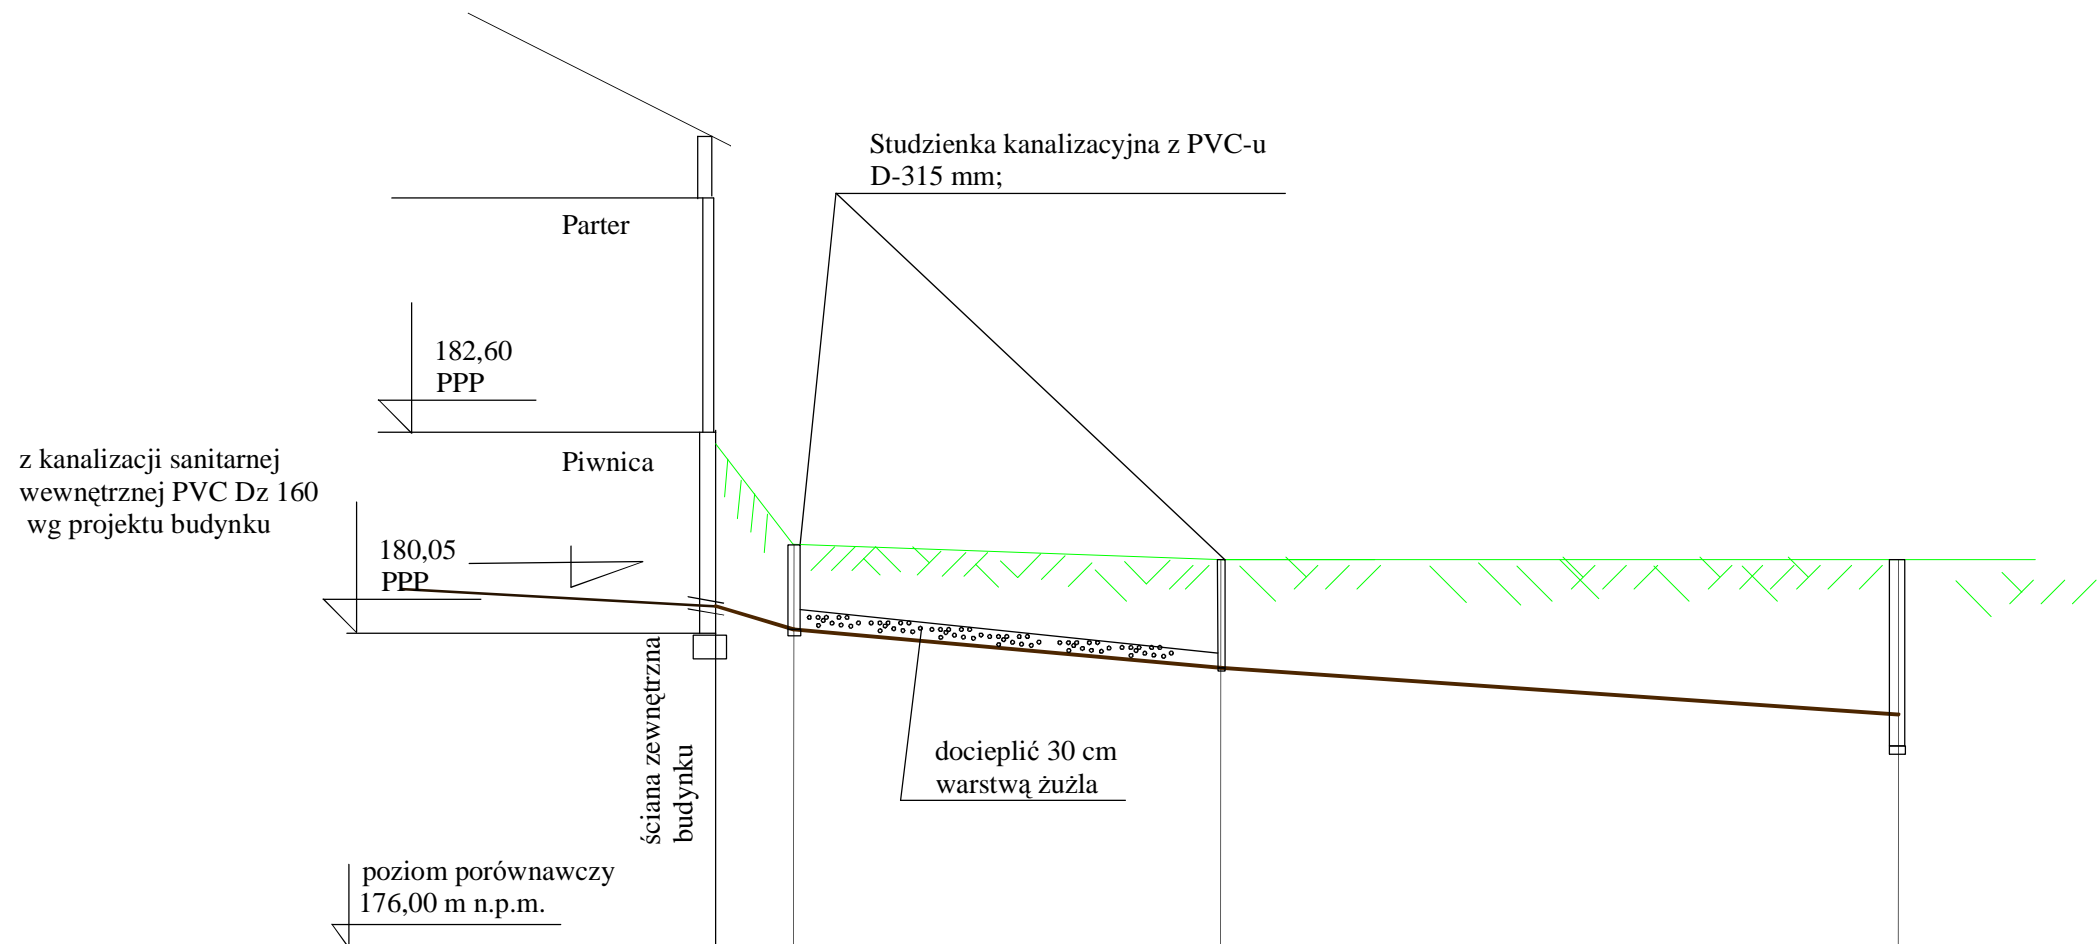 Studzienka kanalizacyjna z PVC-u
D-315 mm;
Parter
182,60
PPP
z kanalizacji sanitarnej
wewnętrznej PVC Dz 160
wg projektu budynku
Piwnica
180,05
PPP
ściana zewnętrzna
budynku
docieplić 30 cm
warstwą żużla
poziom porównawczy
176,00 m n.p.m.